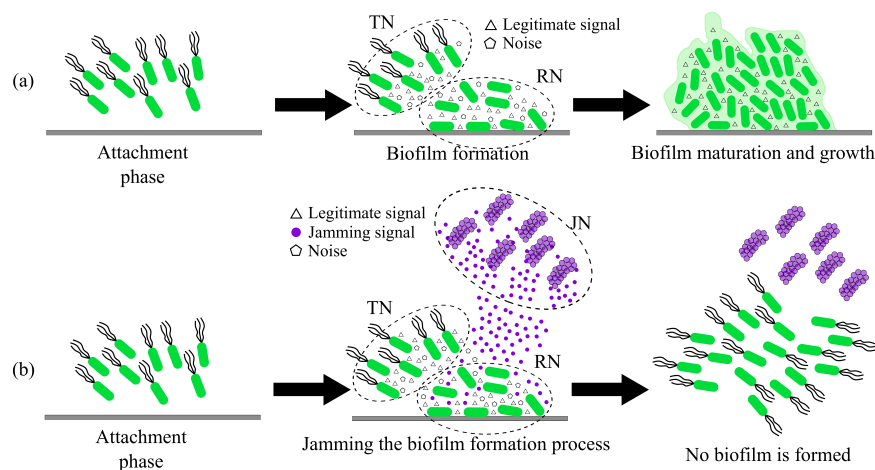 (a)
TN
Legitimate signal
Noise
RN
Attachment
phase
Biofilm formation
Biofilm maturation and growth
Legitimate signal
Jamming signal
Noise
JN
TN
RN
(b)
Attachment
phase
Jamming the biofilm formation process
No biofilm is formed